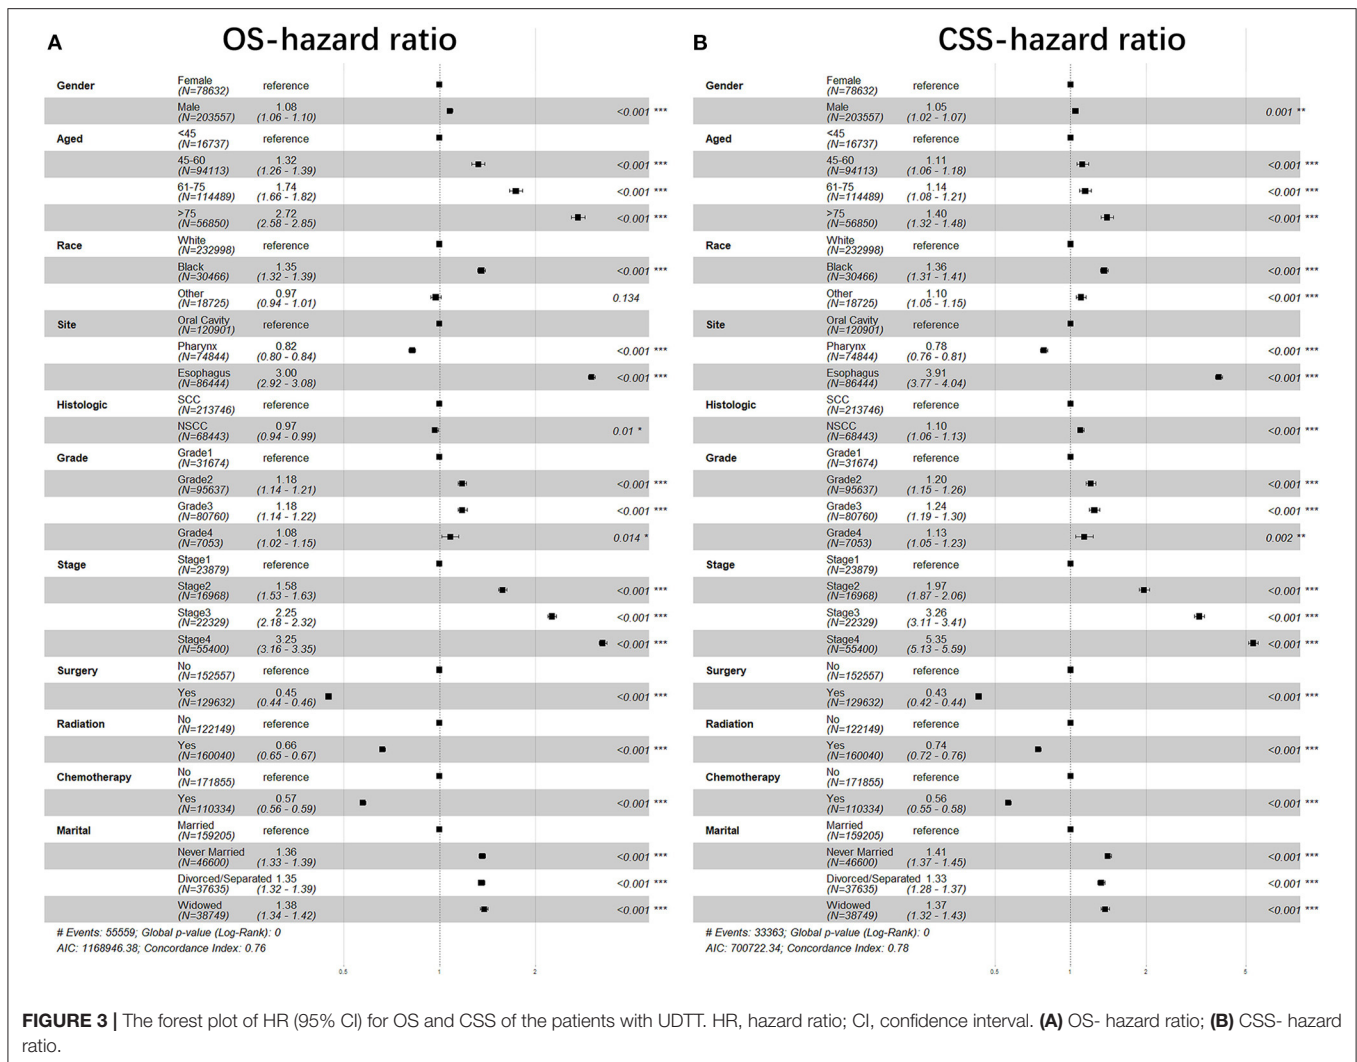 A OS-hazard ratio
Gender Female reference
(N=78632)
Male 1.08 <0.001 ***
(N=203557) (1.06 - 1.10)
Aged <45 reference
(N=16737)
45-60 1.32 <0.001 ***
(N=94113) (1.26 - 1.39)
61-75 1.74 <0.001 ***
(N=114489) (1.66 - 1.82)
>75 2.72 <0.001 ***
(N=56850) (2.58 - 2.85)
Race White reference
(N=232998)
Black 1.35 <0.001 ***
(N=30466) (1.32 - 1.39)
Other 0.97 0.134
(N=18725) (0.94 - 1.01)
Site Oral Cavity reference
(N=120901)
Pharynx 0.82 <0.001 ***
(N=74844) (0.80 - 0.84)
Esophagus 3.00 <0.001 ***
(N=86444) (2.92 - 3.08)
Histologic SCC reference
(N=213746)
NSCC 0.97 0.01 *
(N=68443) (0.94 - 0.99)
Grade Grade1 reference
(N=31674)
Grade2 1.18 <0.001 ***
(N=95637) (1.14 - 1.21)
Grade3 1.18 <0.001 ***
(N=80760) (1.14 - 1.22)
Grade4 1.08 0.014 *
(N=7053) (1.02 - 1.15)
Stage Stage1 reference
(N=23879)
Stage2 1.58 <0.001 ***
(N=16968) (1.53 - 1.63)
Stage3 2.25 <0.001 ***
(N=22329) (2.18 - 2.32)
Stage4 3.25 <0.001 ***
(N=55400) (3.16 - 3.35)
Surgery No reference
(N=152557)
Yes 0.45 <0.001 ***
(N=129632) (0.44 - 0.46)
Radiation No reference
(N=122149)
Yes 0.66 <0.001 ***
(N=160040) (0.65 - 0.67)
Chemotherapy No reference
(N=171855)
Yes 0.57 <0.001 ***
(N=110334) (0.56 - 0.59)
Marital Married reference
(N=159205)
Never Married 1.36 <0.001 ***
(N=46600) (1.33 - 1.39)
Divorced/Separated 1.35 <0.001 ***
(N=37635) (1.32 - 1.39)
Widowed 1.38 <0.001 ***
(N=38749) (1.34 - 1.42)
# Events: 55559; Global p-value (Log-Rank): 0
AIC: 1168946.38; Concordance Index: 0.76
0.5 1 2
B CSS-hazard ratio
Gender Female reference
(N=78632)
Male 1.05 0.001 **
(N=203557) (1.02 - 1.07)
Aged <45 reference
(N=16737)
45-60 1.11 <0.001 ***
(N=94113) (1.06 - 1.18)
61-75 1.14 <0.001 ***
(N=114489) (1.08 - 1.21)
>75 1.40 <0.001 ***
(N=56850) (1.32 - 1.48)
Race White reference
(N=232998)
Black 1.36 <0.001 ***
(N=30466) (1.31 - 1.41)
Other 1.10 <0.001 ***
(N=18725) (1.05 - 1.15)
Site Oral Cavity reference
(N=120901)
Pharynx 0.78 <0.001 ***
(N=74844) (0.76 - 0.81)
Esophagus 3.91 <0.001 ***
(N=86444) (3.77 - 4.04)
Histologic SCC reference
(N=213746)
NSCC 1.10 <0.001 ***
(N=68443) (1.06 - 1.13)
Grade Grade1 reference
(N=31674)
Grade2 1.20 <0.001 ***
(N=95637) (1.15 - 1.26)
Grade3 1.24 <0.001 ***
(N=80760) (1.19 - 1.30)
Grade4 1.13 0.002 **
(N=7053) (1.05 - 1.23)
Stage Stage1 reference
(N=23879)
Stage2 1.97 <0.001 ***
(N=16968) (1.87 - 2.06)
Stage3 3.26 <0.001 ***
(N=22329) (3.11 - 3.41)
Stage4 5.35 <0.001 ***
(N=55400) (5.13 - 5.59)
Surgery No reference
(N=152557)
Yes 0.43 <0.001 ***
(N=129632) (0.42 - 0.44)
Radiation No reference
(N=122149)
Yes 0.74 <0.001 ***
(N=160040) (0.72 - 0.76)
Chemotherapy No reference
(N=171855)
Yes 0.56 <0.001 ***
(N=110334) (0.55 - 0.58)
Marital Married reference
(N=159205)
Never Married 1.41 <0.001 ***
(N=46600) (1.37 - 1.45)
Divorced/Separated 1.33 <0.001 ***
(N=37635) (1.28 - 1.37)
Widowed 1.37 <0.001 ***
(N=38749) (1.32 - 1.43)
# Events: 33363; Global p-value (Log-Rank): 0
AIC: 700722.34; Concordance Index: 0.78
0.5 1 2 5
FIGURE 3 | The forest plot of HR (95% CI) for OS and CSS of the patients with UDTT. HR, hazard ratio; CI, confidence interval. (A) OS- hazard ratio; (B) CSS- hazard
ratio.